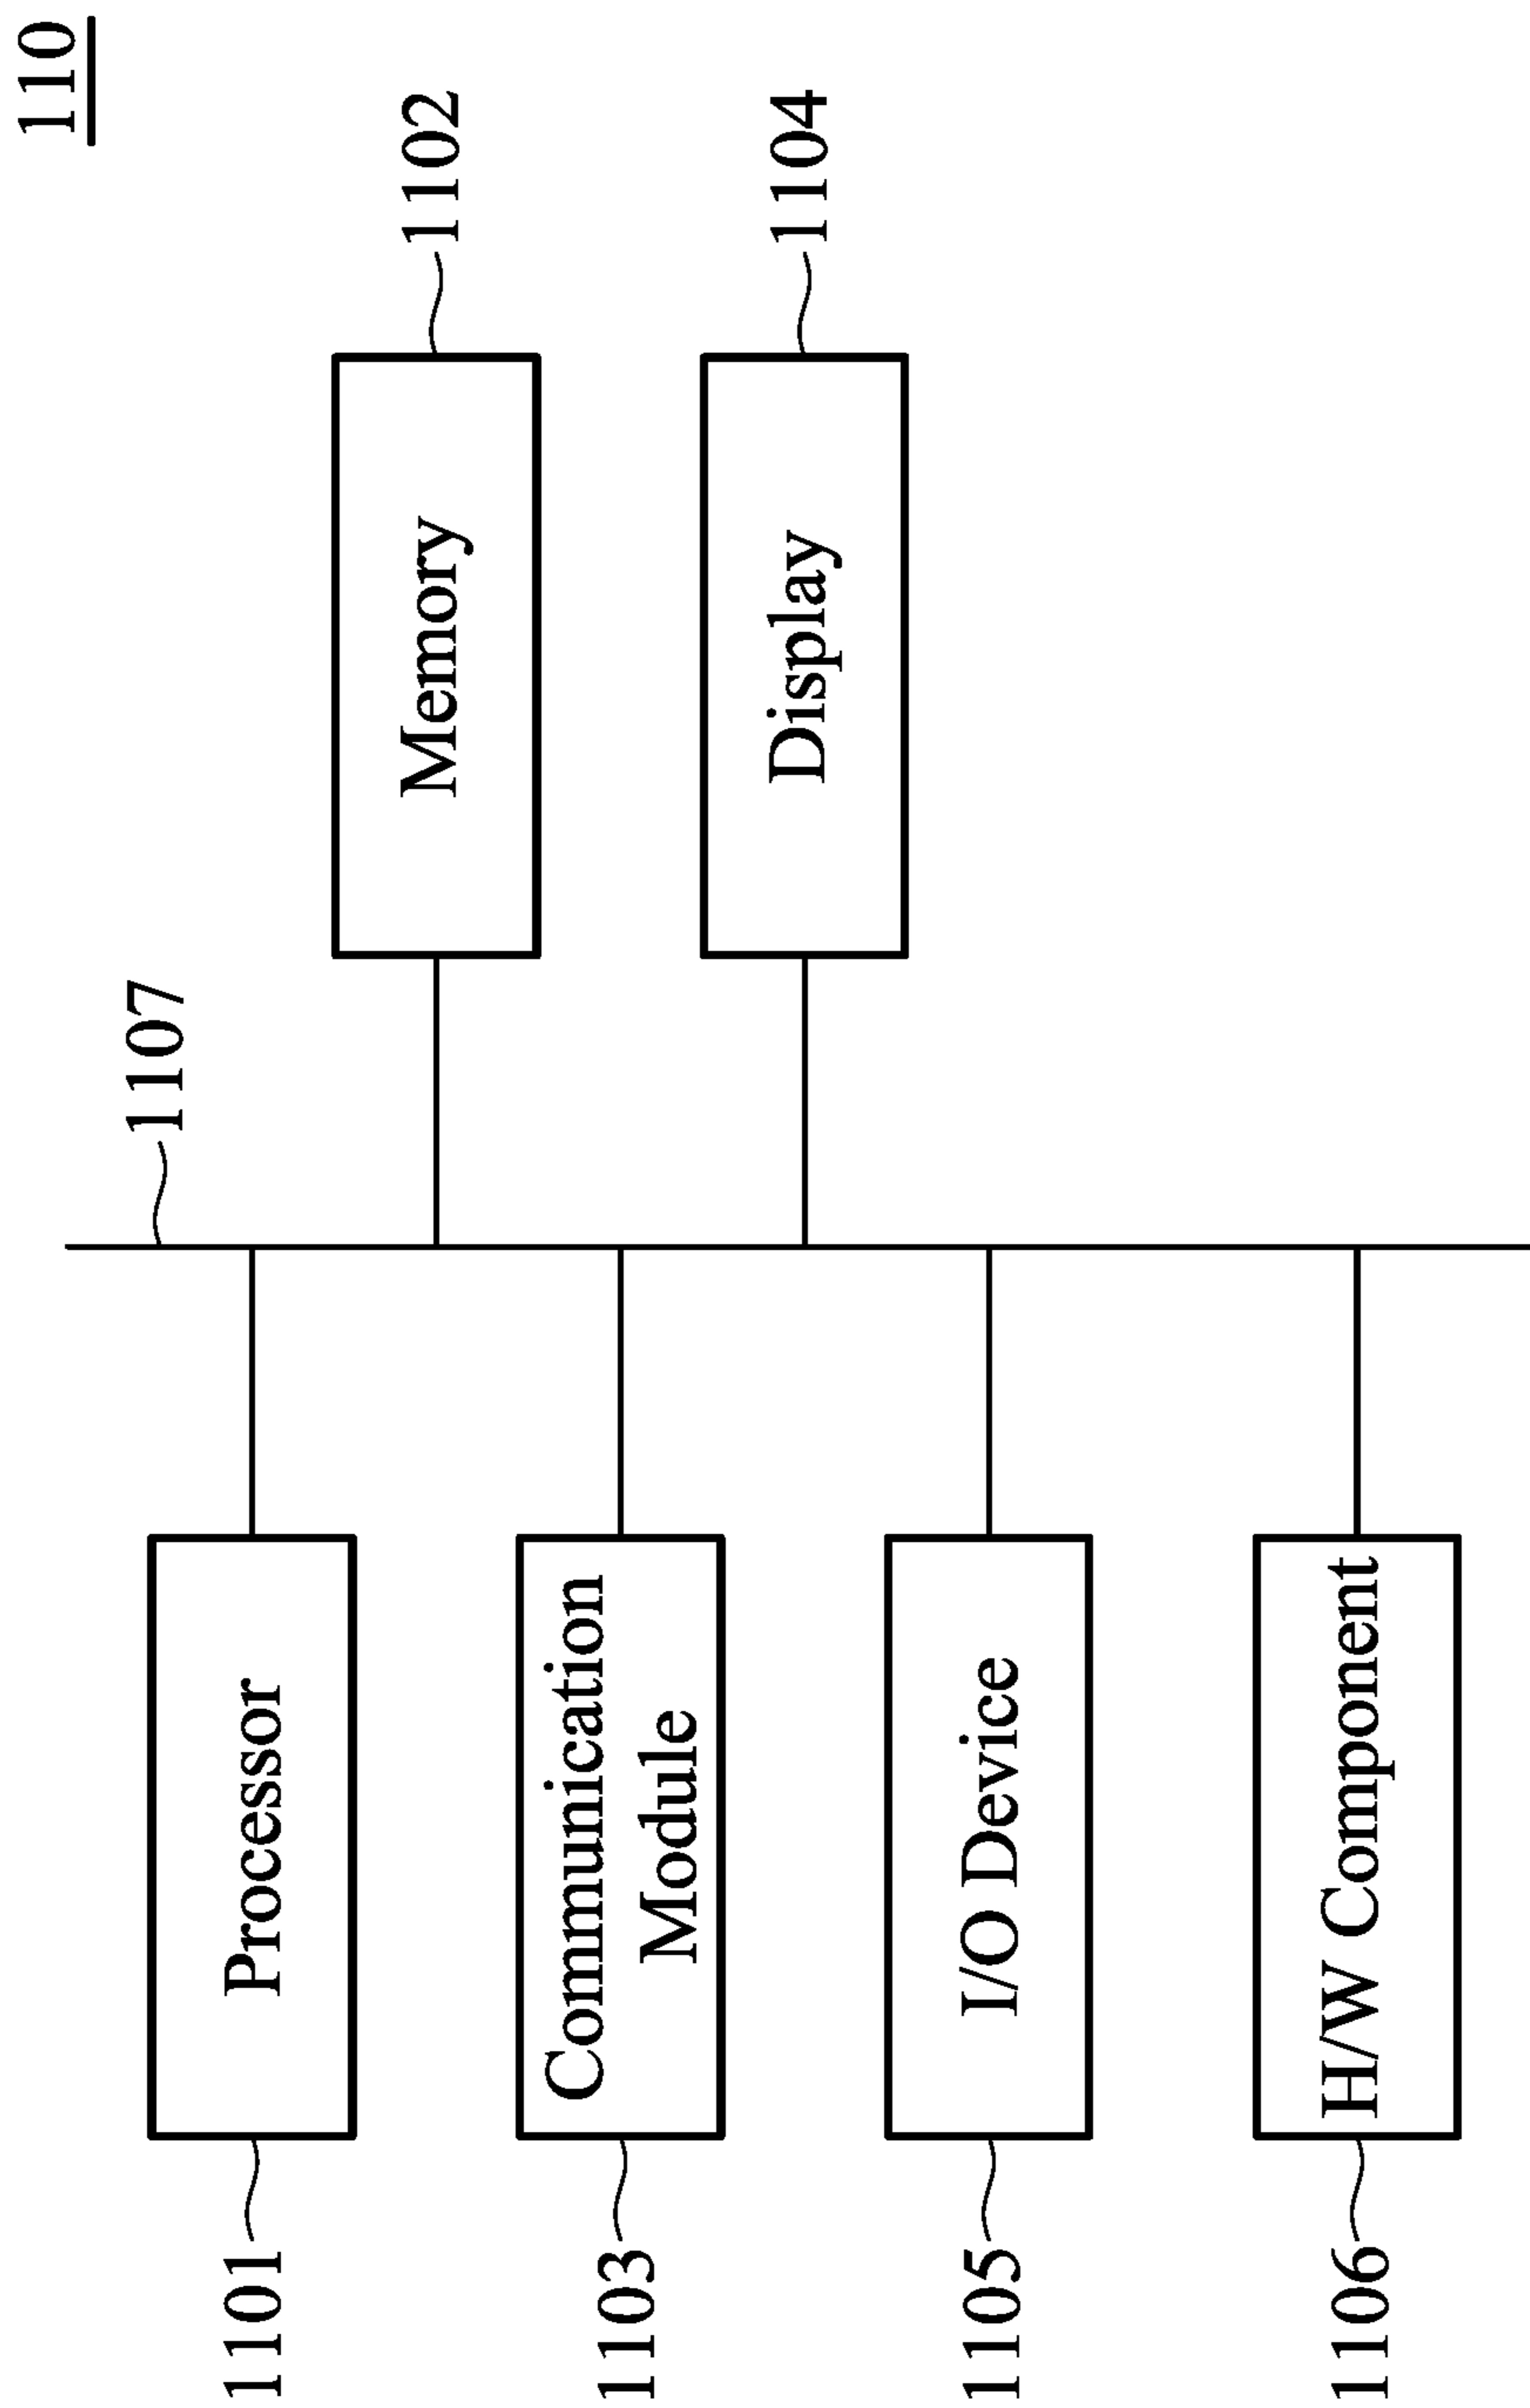 110
1107
1101
Processor
Memory
1102
1103
Communication
Module
Display
1104
1105
I/O Device
1106
H/W Component